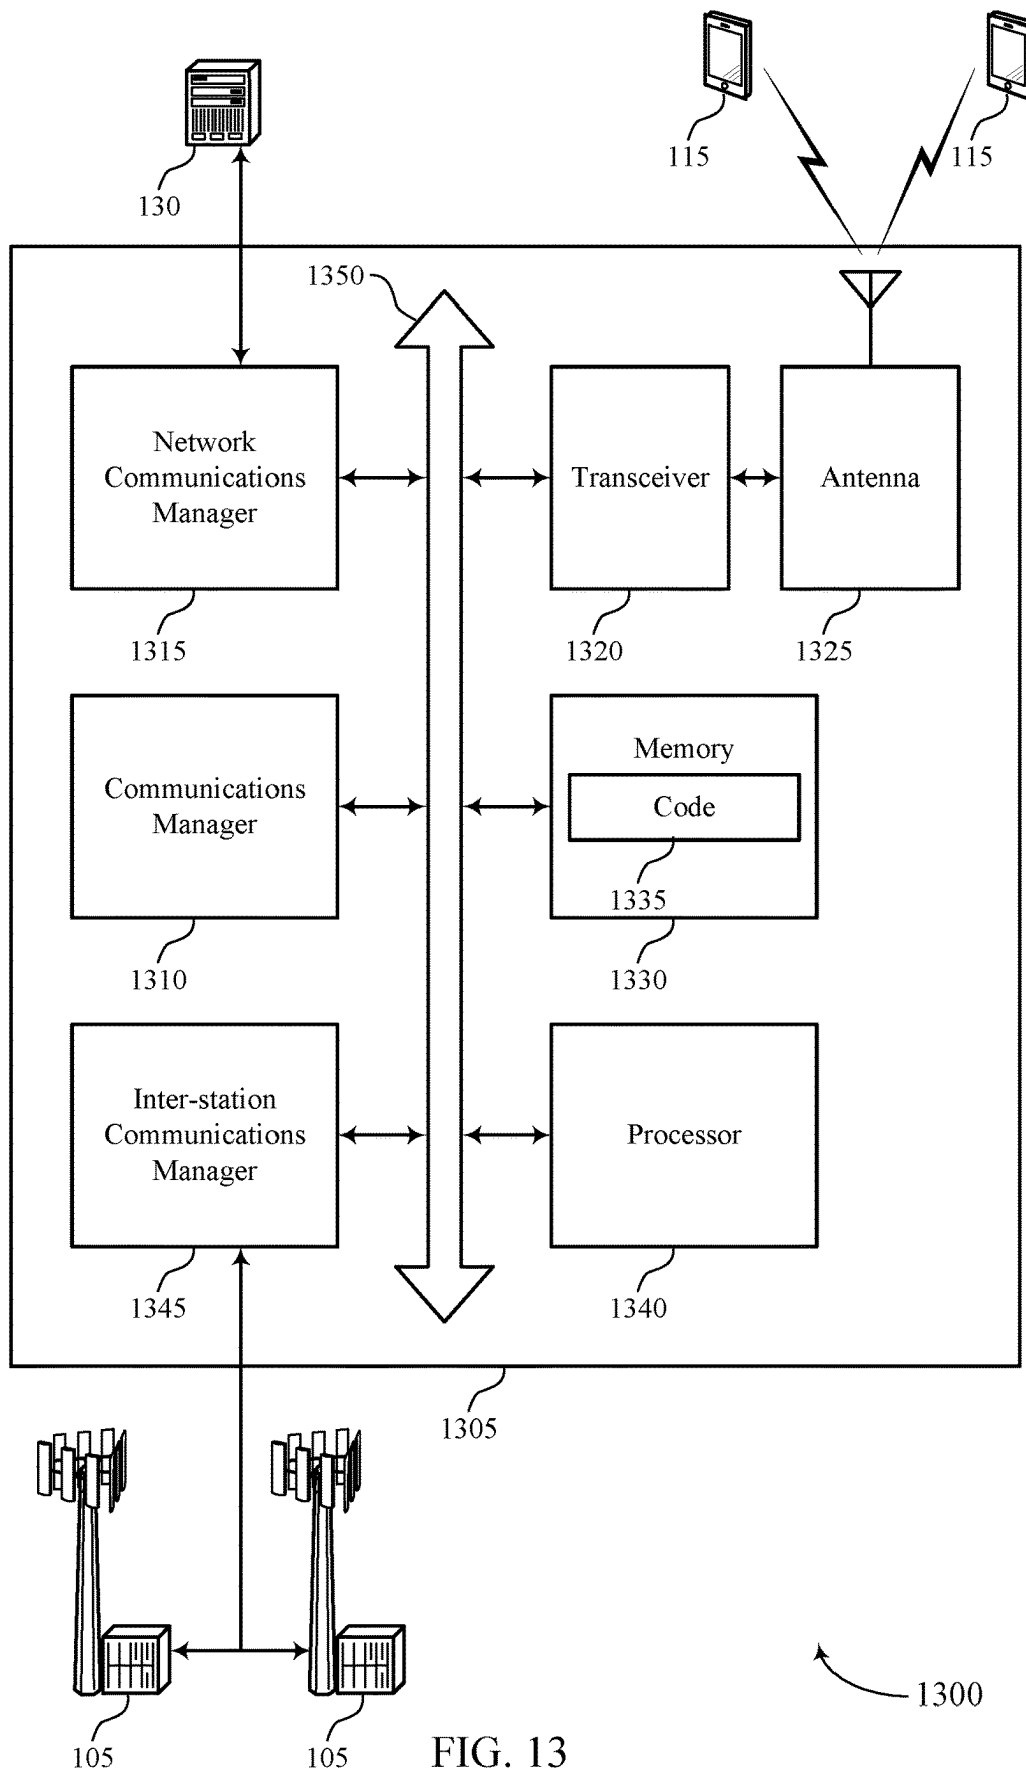 115
115
130
1350
Network
Communications
Manager
Transceiver
Antenna
1315
1320
1325
Communications
Manager
Memory
Code
1335
1310
1330
Inter-station
Communications
Manager
Processor
1345
1340
1305
1300
105
105
FIG. 13